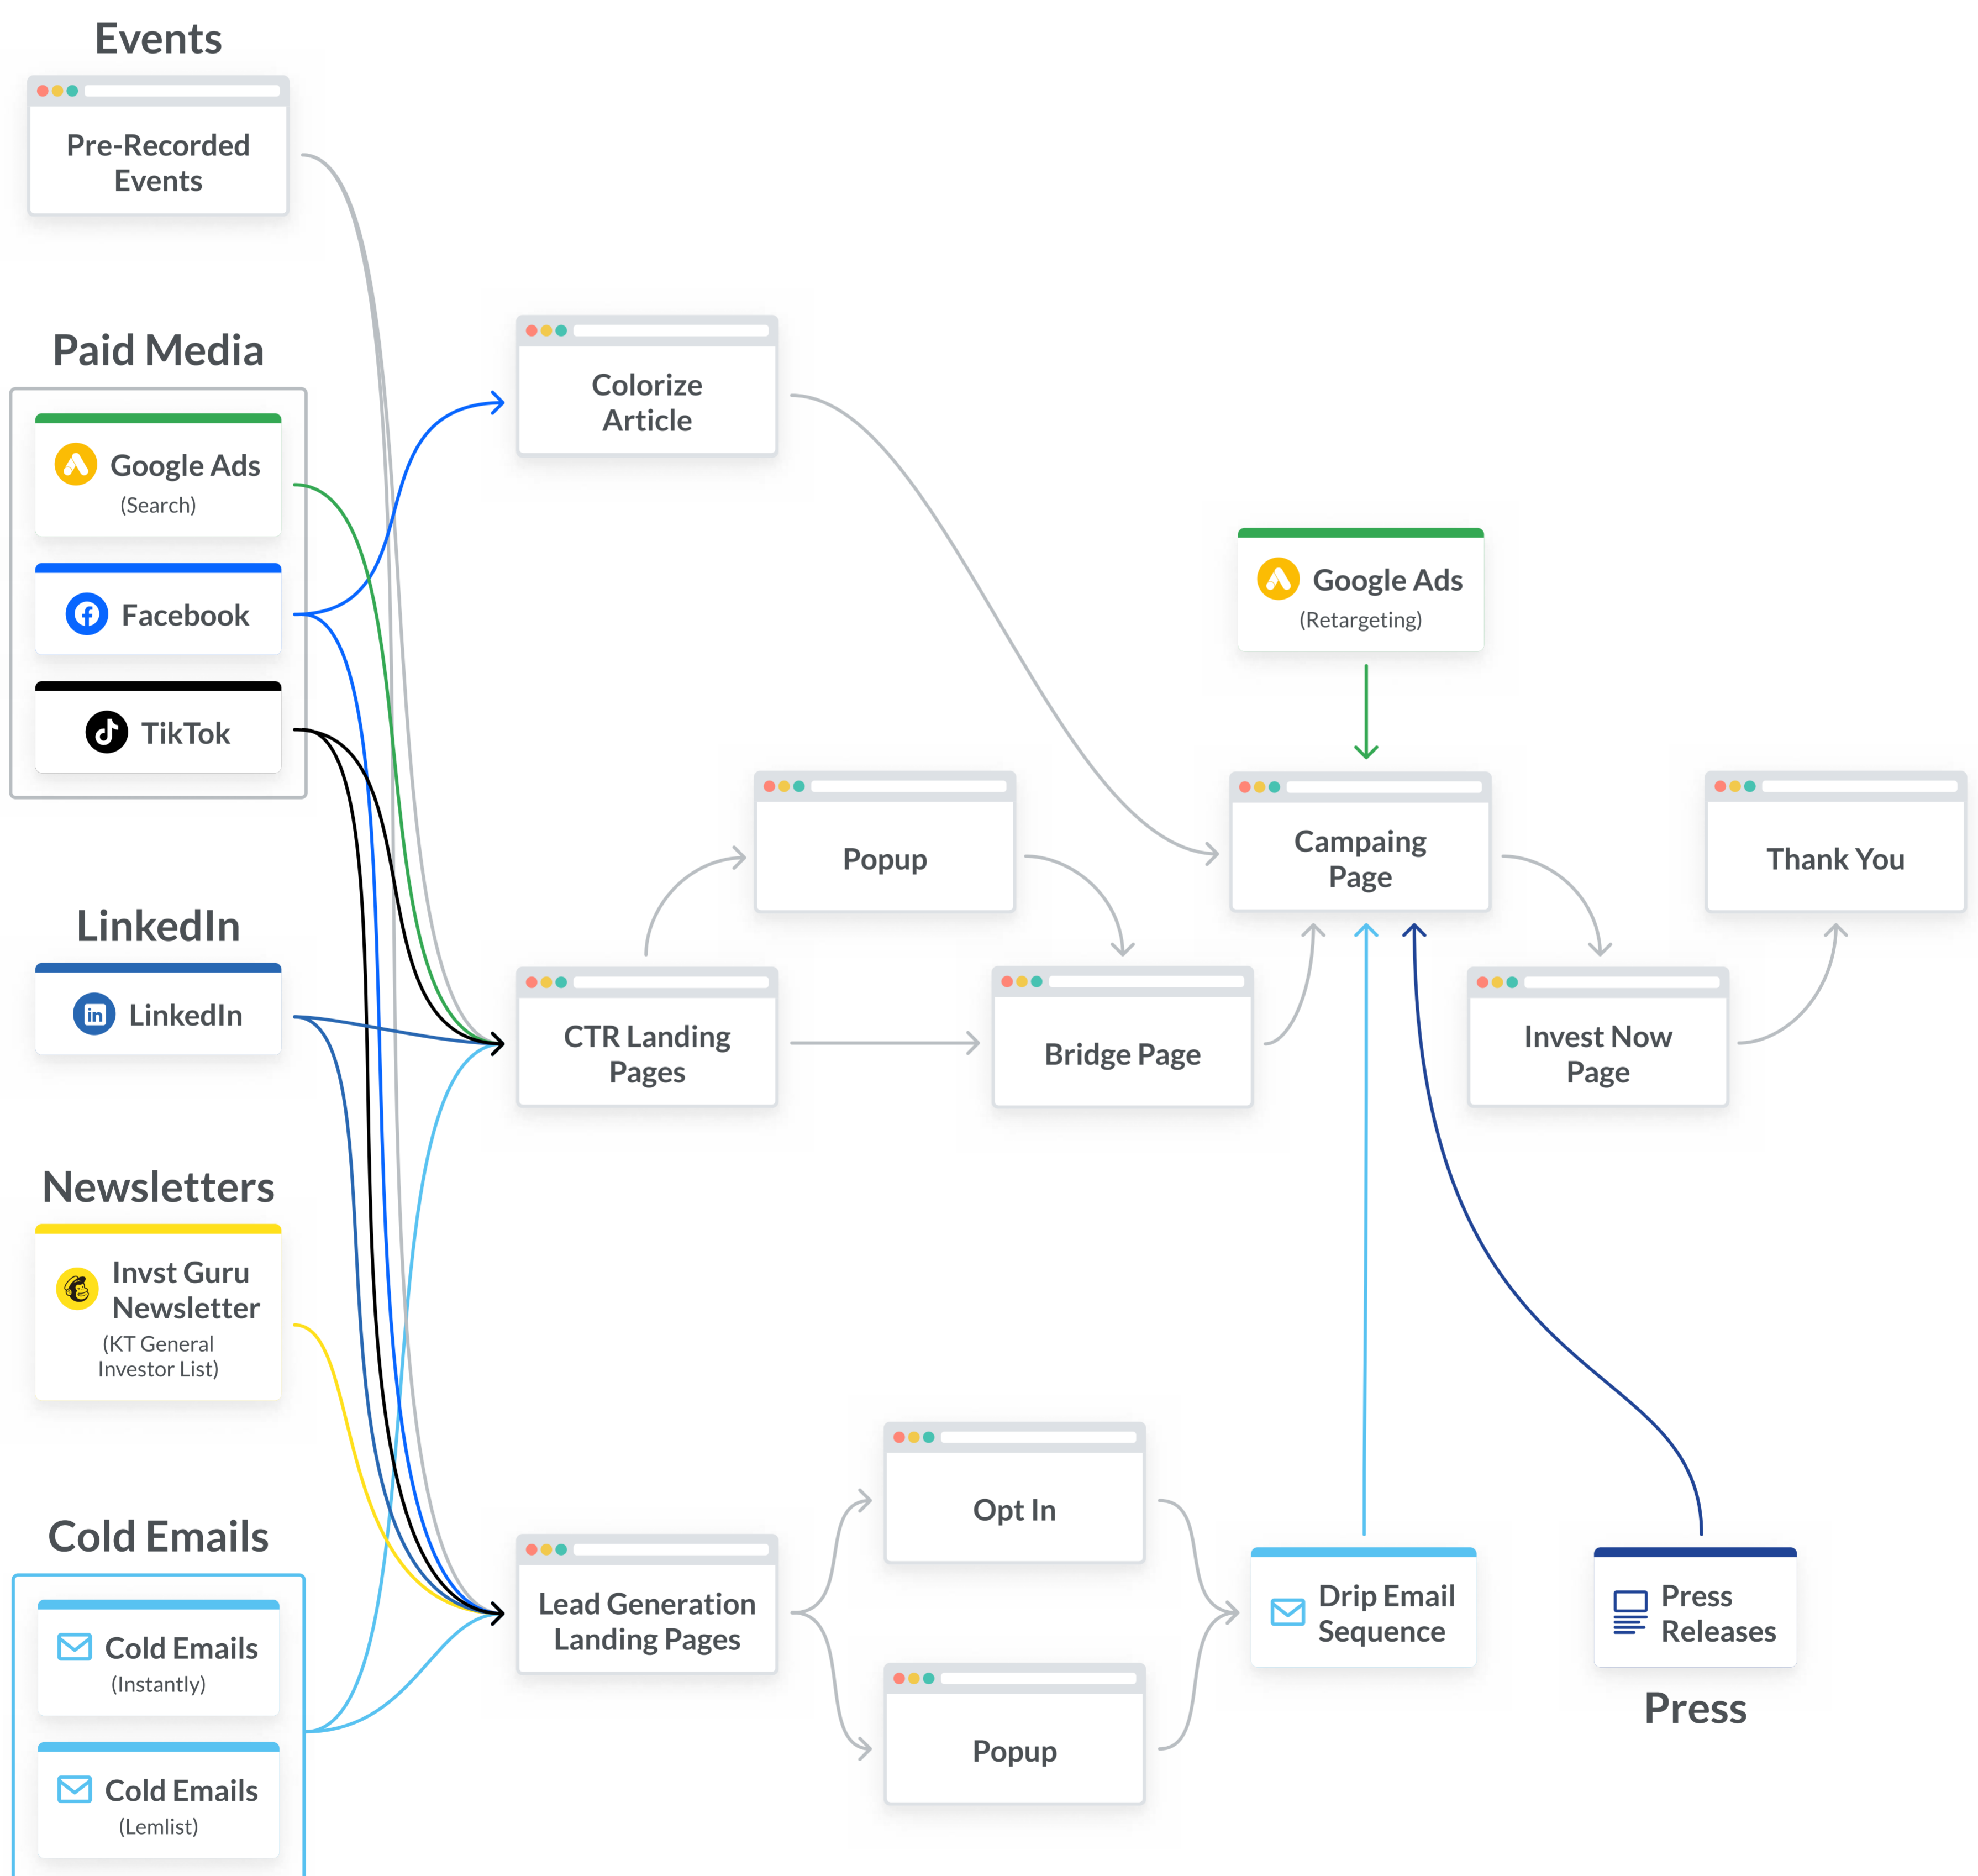 Events
Pre-Recorded
Events
Paid Media
Google Ads
(Search)
Facebook
TikTok
LinkedIn
in LinkedIn
Newsletters
Invst Guru
Newsletter
(KT General
Investor List)
Cold Emails
Cold Emails
(Instantly)
Cold Emails
(Lemlist)
Colorize
Article
CTR Landing
Pages
Popup
Bridge Page
Google Ads
(Retargeting)
Campaing
Page
Invest Now
Page
Thank You
Lead Generation
Landing Pages
Opt In
Popup
Drip Email
Sequence
Press
Releases
Press